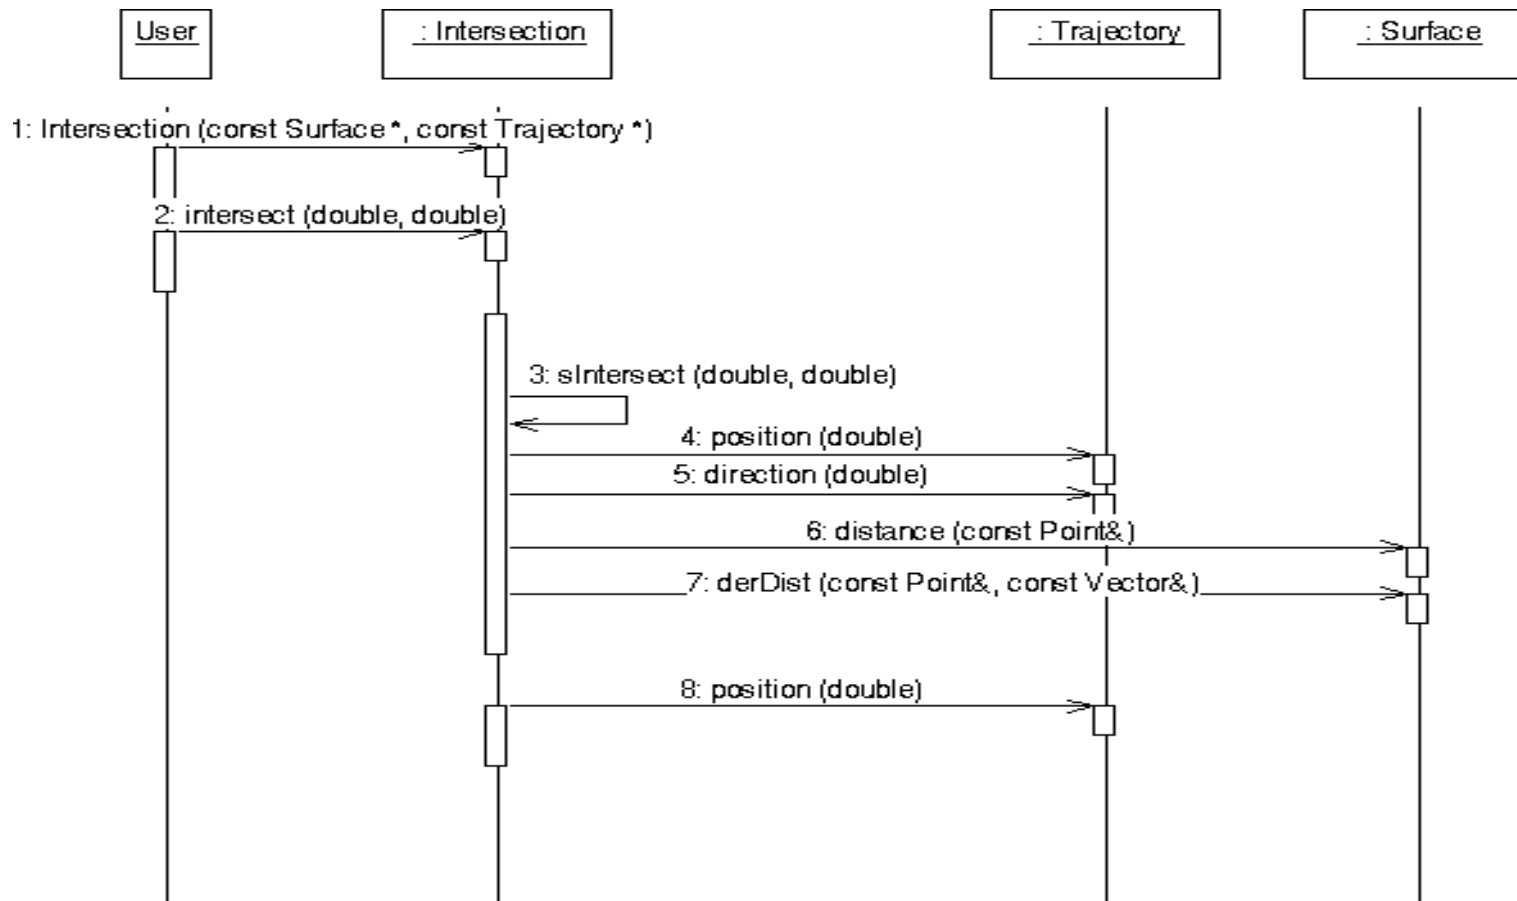 User
: Intersection
: Trajectory
: Surface
1: Intersection (const Surface *, const Trajectory *)
2: intersect (double, double)
3: sIntersect (double, double)
4: position (double)
5: direction (double)
6: distance (const Point&)
7: derDist (const Point&, const Vector&)
8: position (double)